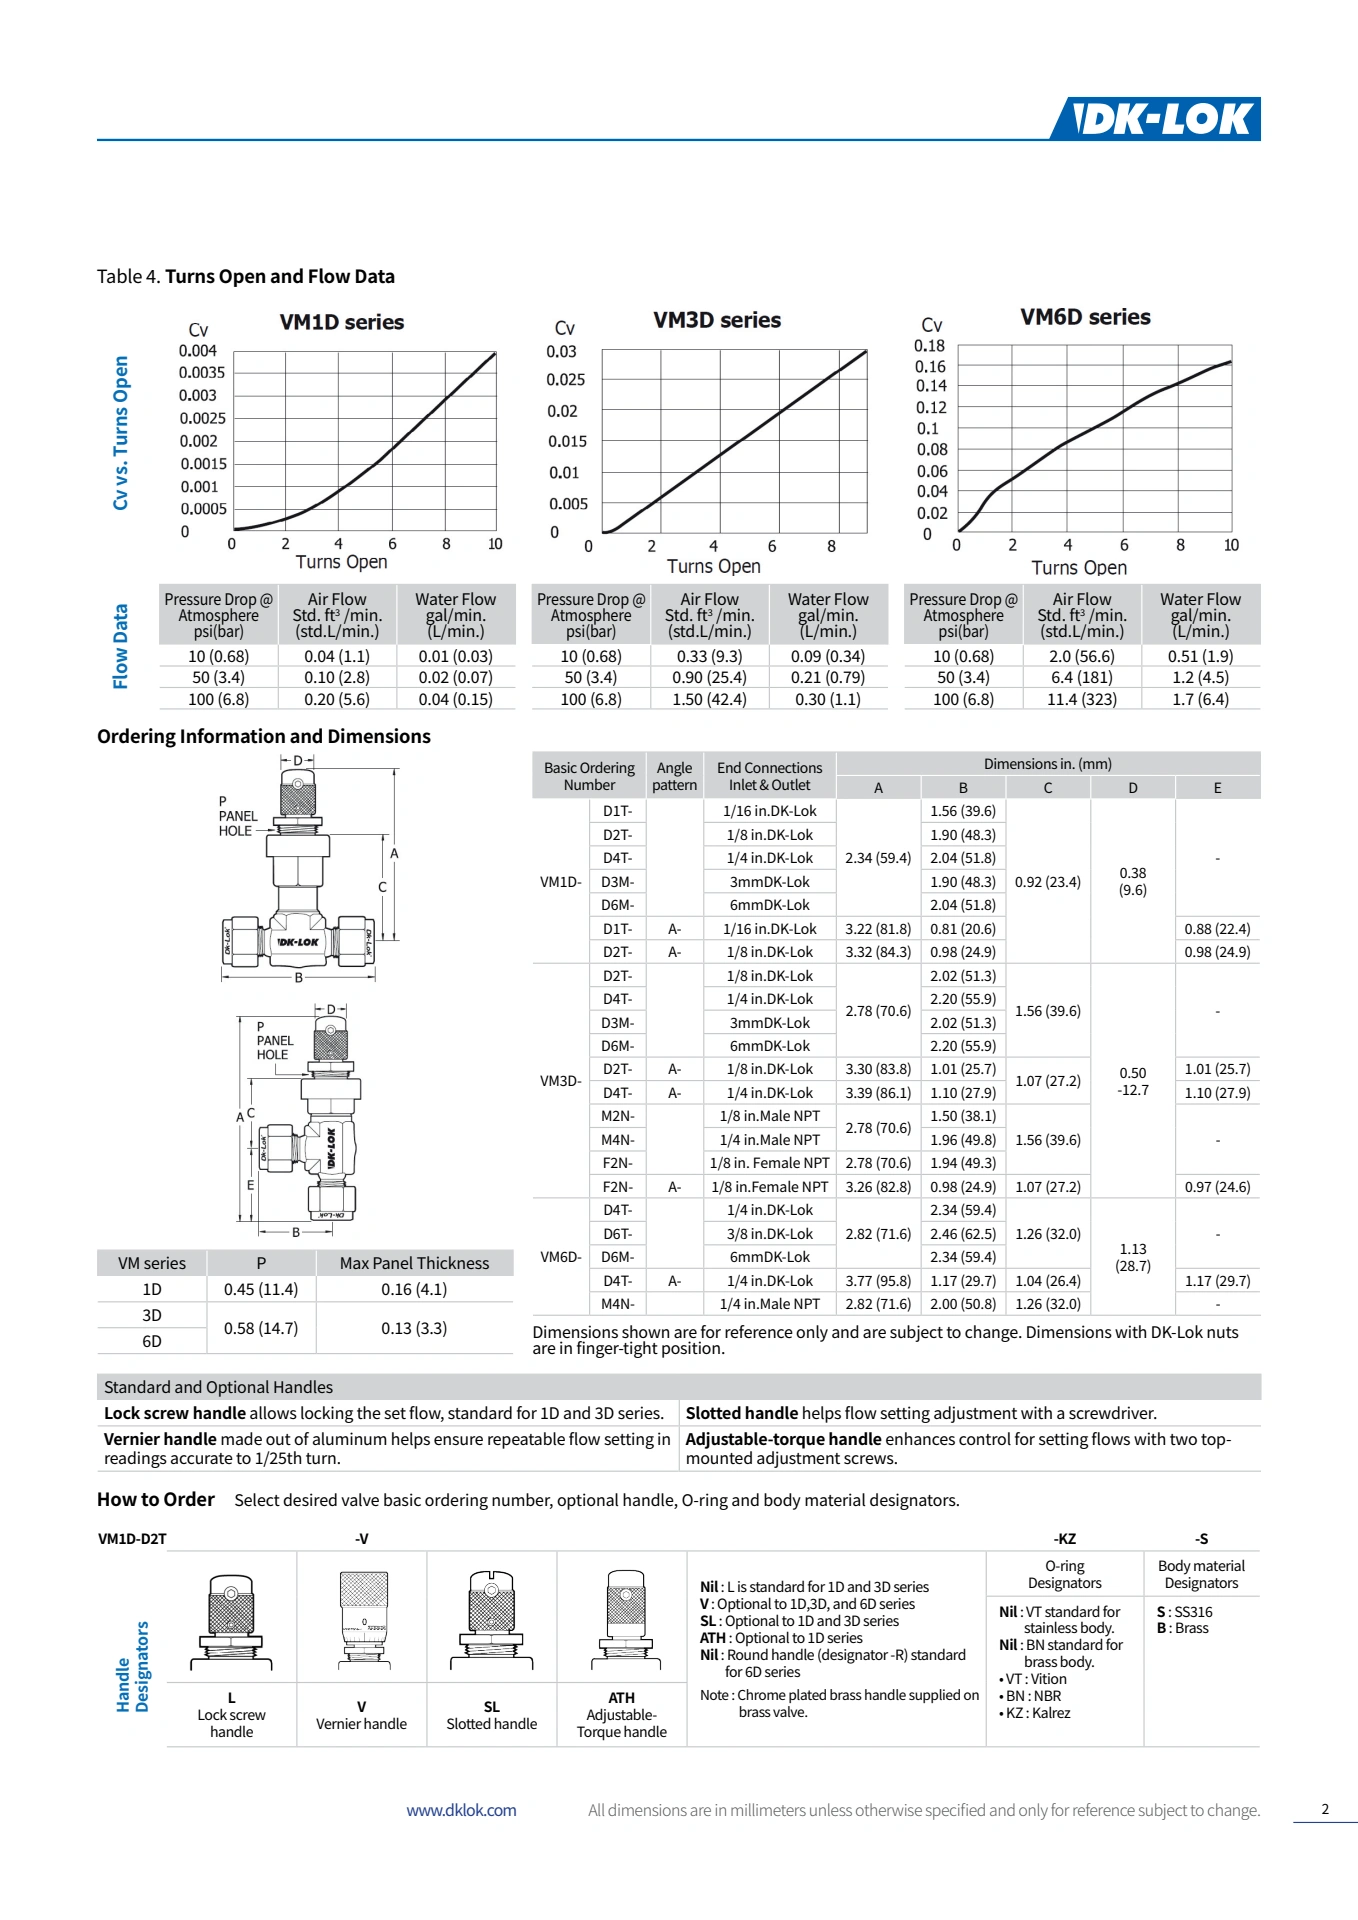 DK-LOK
Table 4. Turns Open and Flow Data
Cv vs. Turns Open
VM1D series
Cv
0.004
0.0035
0.003
0.0025
0.002
0.0015
0.001
0.0005
0
0 2 4 6 8 10
Turns Open
VM3D series
Cv
0.03
0.025
0.02
0.015
0.01
0.005
0
0 2 4 6 8
Turns Open
VM6D series
Cv
0.18
0.16
0.14
0.12
0.1
0.08
0.06
0.04
0.02
0
0 2 4 6 8 10
Turns Open
Flow Data
Pressure Drop @ Air Flow Water Flow
Atmosphere Std. ft³ /min. gal/min.
psi(bar) (std.L/min.) (L/min.)
10 (0.68) 0.04 (1.1) 0.01 (0.03)
50 (3.4) 0.10 (2.8) 0.02 (0.07)
100 (6.8) 0.20 (5.6) 0.04 (0.15)
Pressure Drop @ Air Flow Water Flow
Atmosphere Std. ft³ /min. gal/min.
psi(bar) (std.L/min.) (L/min.)
10 (0.68) 0.33 (9.3) 0.09 (0.34)
50 (3.4) 0.90 (25.4) 0.21 (0.79)
100 (6.8) 1.50 (42.4) 0.30 (1.1)
Pressure Drop @ Air Flow Water Flow
Atmosphere Std. ft³ /min. gal/min.
psi(bar) (std.L/min.) (L/min.)
10 (0.68) 2.0 (56.6) 0.51 (1.9)
50 (3.4) 6.4 (181) 1.2 (4.5)
100 (6.8) 11.4 (323) 1.7 (6.4)
Ordering Information and Dimensions
D
P
PANEL
HOLE
A
C
Dk-Lok
DK-LOK
Dk-Lok
B
D
P
PANEL
HOLE
A C
Dk-Lok
DK-LOK
E
Dk-Lok
B
VM series P Max Panel Thickness
1D 0.45 (11.4) 0.16 (4.1)
3D
0.58 (14.7) 0.13 (3.3)
6D
Basic Ordering Angle End Connections Dimensions in. (mm)
Number pattern Inlet & Outlet A B C D E
D1T- 1/16 in.DK-Lok 1.56 (39.6)
D2T- 1/8 in.DK-Lok 1.90 (48.3)
D4T- 1/4 in.DK-Lok 2.34 (59.4) 2.04 (51.8) -
VM1D- D3M- 3mmDK-Lok 1.90 (48.3) 0.92 (23.4) 0.38 (9.6)
D6M- 6mmDK-Lok 2.04 (51.8)
D1T- A- 1/16 in.DK-Lok 3.22 (81.8) 0.81 (20.6) 0.88 (22.4)
D2T- A- 1/8 in.DK-Lok 3.32 (84.3) 0.98 (24.9) 0.98 (24.9)
D2T- 1/8 in.DK-Lok 2.02 (51.3)
D4T- 1/4 in.DK-Lok 2.20 (55.9)
2.78 (70.6) 1.56 (39.6) -
D3M- 3mmDK-Lok 2.02 (51.3)
D6M- 6mmDK-Lok 2.20 (55.9)
D2T- A- 1/8 in.DK-Lok 3.30 (83.8) 1.01 (25.7) 1.01 (25.7)
VM3D- 1.07 (27.2) 0.50 -12.7
D4T- A- 1/4 in.DK-Lok 3.39 (86.1) 1.10 (27.9) 1.10 (27.9)
M2N- 1/8 in.Male NPT 1.50 (38.1)
2.78 (70.6)
M4N- 1/4 in.Male NPT 1.96 (49.8) 1.56 (39.6) -
F2N- 1/8 in. Female NPT 2.78 (70.6) 1.94 (49.3)
F2N- A- 1/8 in.Female NPT 3.26 (82.8) 0.98 (24.9) 1.07 (27.2) 0.97 (24.6)
D4T- 1/4 in.DK-Lok 2.34 (59.4)
D6T- 3/8 in.DK-Lok 2.82 (71.6) 2.46 (62.5) 1.26 (32.0) -
VM6D- D6M- 6mmDK-Lok 2.34 (59.4) 1.13 (28.7)
D4T- A- 1/4 in.DK-Lok 3.77 (95.8) 1.17 (29.7) 1.04 (26.4) 1.17 (29.7)
M4N- 1/4 in.Male NPT 2.82 (71.6) 2.00 (50.8) 1.26 (32.0) -
Dimensions shown are for reference only and are subject to change. Dimensions with DK-Lok nuts
are in finger-tight position.
Standard and Optional Handles
Lock screw handle allows locking the set flow, standard for 1D and 3D series.
Slotted handle helps flow setting adjustment with a screwdriver.
Vernier handle made out of aluminum helps ensure repeatable flow setting in
readings accurate to 1/25th turn.
Adjustable-torque handle enhances control for setting flows with two top-
mounted adjustment screws.
How to Order Select desired valve basic ordering number, optional handle, O-ring and body material designators.
VM1D-D2T -V -KZ -S
Handle
Designators
0
L
Lock screw
handle
V
Vernier handle
SL
Slotted handle
ATH
Adjustable-
Torque handle
Nil : L is standard for 1D and 3D series
V : Optional to 1D,3D, and 6D series
SL : Optional to 1D and 3D series
ATH : Optional to 1D series
Nil : Round handle (designator -R) standard
for 6D series
Note : Chrome plated brass handle supplied on
brass valve.
O-ring
Designators
Nil : VT standard for
stainless body.
Nil : BN standard for
brass body.
• VT : Vition
• BN : NBR
• KZ : Kalrez
Body material
Designators
S : SS316
B : Brass
www.dklok.com All dimensions are in millimeters unless otherwise specified and only for reference subject to change. 2